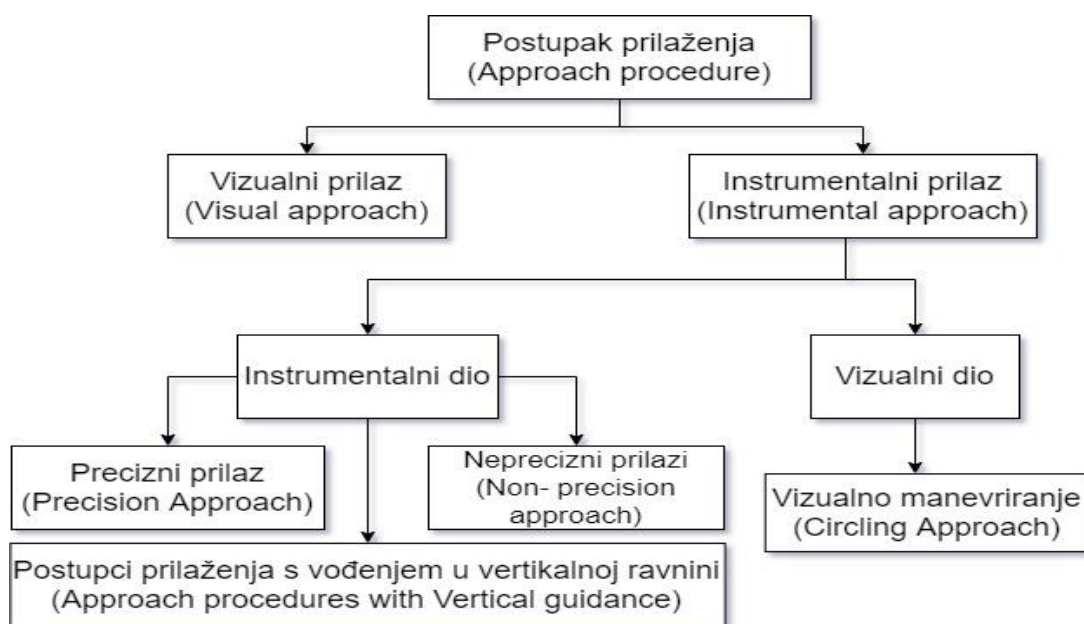 Postupak prilaženja
(Approach procedure)
Vizualni prilaz
(Visual approach)
Instrumentalni prilaz
(Instrumental approach)
Instrumentalni dio
Vizualni dio
Precizni prilaz
(Precision Approach)
Neprecizni prilazi
(Non- precision
approach)
Vizualno manevriranje
(Circling Approach)
Postupci prilaženja s vođenjem u vertikalnoj ravnini
(Approach procedures with Vertical guidance)